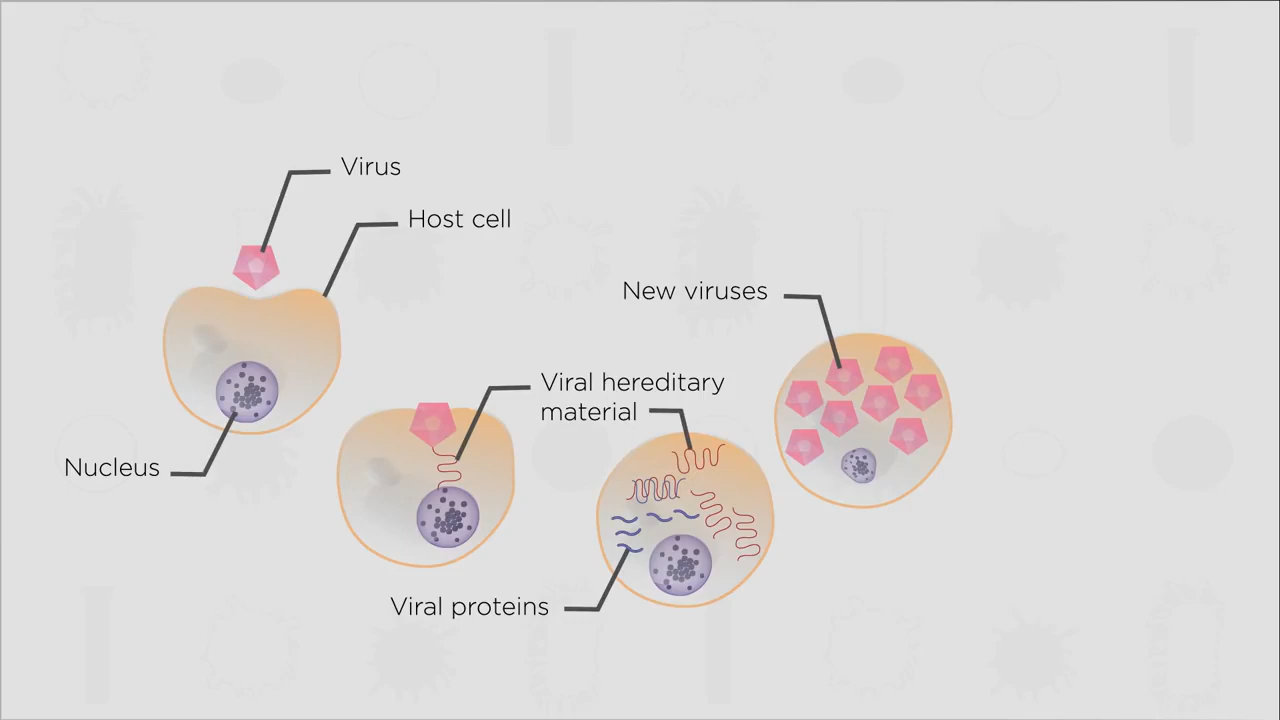 Virus
Host cell
New viruses
Viral hereditary
material
Nucleus
Viral proteins